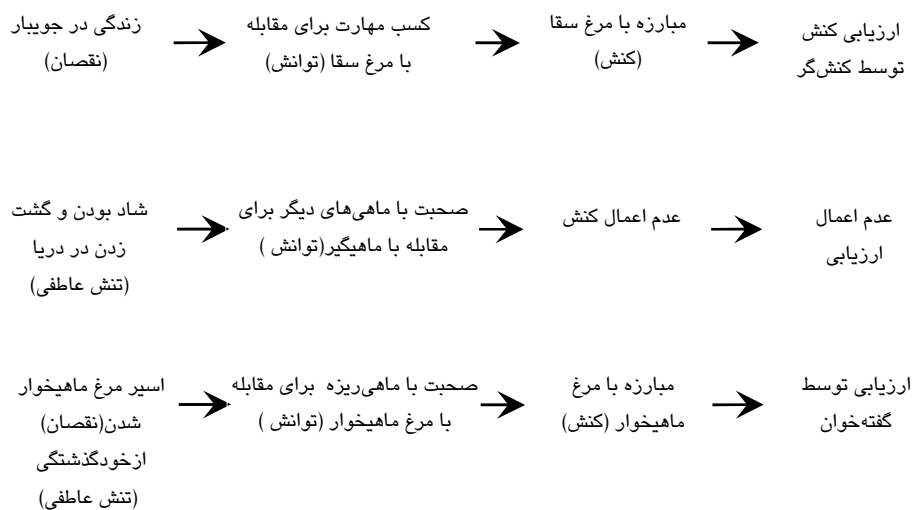 زندگی در جویبار
(نقصان)
کسب مهارت برای مقابله
با مرغ سقا (توانش)
مبارزه با مرغ سقا
(کنش)
ارزیابی کنش
توسط کنش‌گر
شاد بودن و گشت
زدن در دریا
(تنش عاطفی)
صحبت با ماهی‌های دیگر برای
مقابله با ماهیگیر(توانش )
عدم اعمال کنش
عدم اعمال
ارزیابی
اسیر مرغ ماهیخوار
شدن(نقصان)
ازخودگذشتگی
(تنش عاطفی)
صحبت با ماهی‌ریزه برای مقابله
با مرغ ماهیخوار (توانش )
مبارزه با مرغ
ماهیخوار (کنش)
ارزیابی توسط
گفته‌خوان